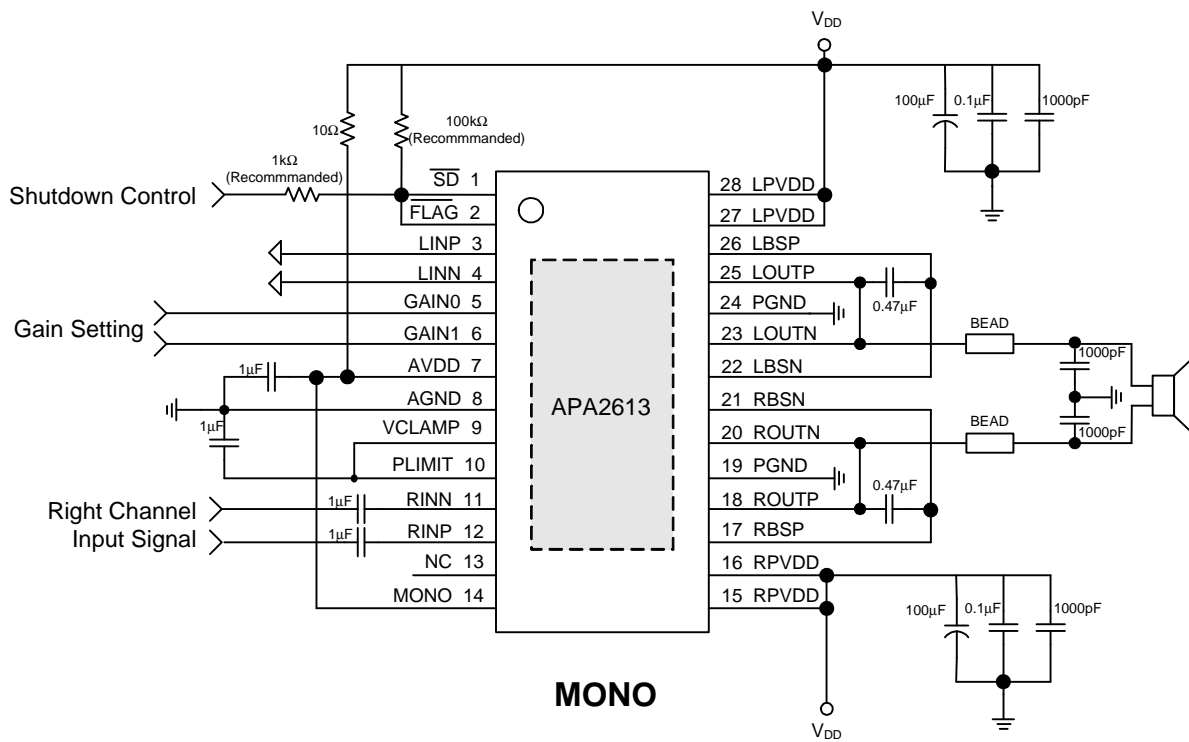 VDD
100µF
0.1µF
1000pF
10Ω
100kΩ
(Recommmanded)
1kΩ
(Recommmanded)
Shutdown Control
SD 1
FLAG 2
LINP 3
LINN 4
GAIN0 5
Gain Setting
GAIN1 6
1µF
AVDD 7
AGND 8
1µF
VCLAMP 9
PLIMIT 10
Right Channel
Input Signal
1µF
RINN 11
1µF
RINP 12
NC 13
MONO 14
APA2613
28 LPVDD
27 LPVDD
26 LBSP
25 LOUTP
0.47µF
24 PGND
23 LOUTN
BEAD
22 LBSN
1000pF
21 RBSN
1000pF
20 ROUTN
BEAD
19 PGND
0.47µF
18 ROUTP
17 RBSP
16 RPVDD
15 RPVDD
100µF
0.1µF
1000pF
MONO
VDD